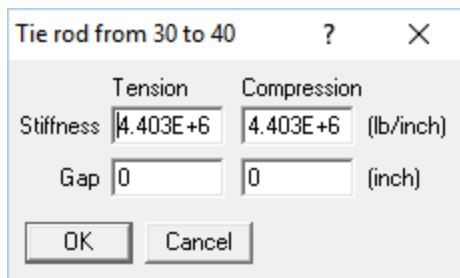 Tie rod from 30 to 40 ? ×
Tension Compression
Stiffness 4.403E+6 4.403E+6 (lb/inch)
Gap 0 0 (inch)
OK Cancel